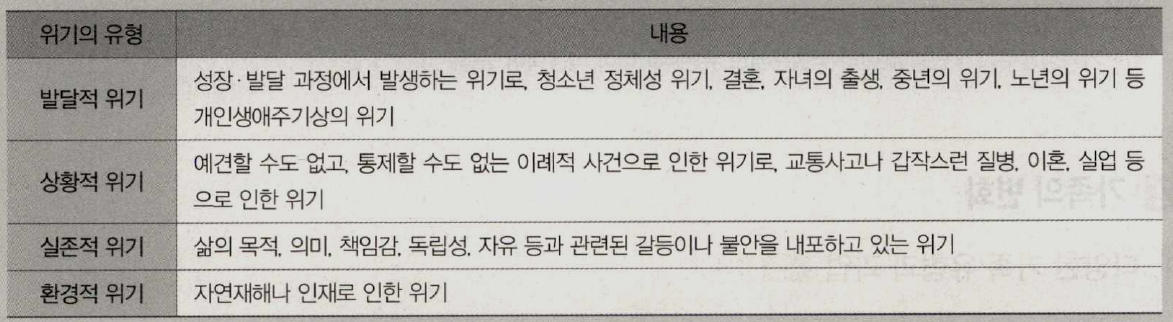 위기의 유형 내용
발달적 위기 성장·발달 과정에서 발생하는 위기로, 청소년 정체성 위기, 결혼, 자녀의 출생, 중년의 위기, 노년의 위기 등
개인생애주기상의 위기
상황적 위기 예견할 수도 없고, 통제할 수도 없는 이례적 사건으로 인한 위기로, 교통사고나 갑작스런 질병, 이혼, 실업 등
으로 인한 위기
실존적 위기 삶의 목적, 의미, 책임감, 독립성, 자유 등과 관련된 갈등이나 불안을 내포하고 있는 위기
환경적 위기 자연재해나 인재로 인한 위기
가족의 변화